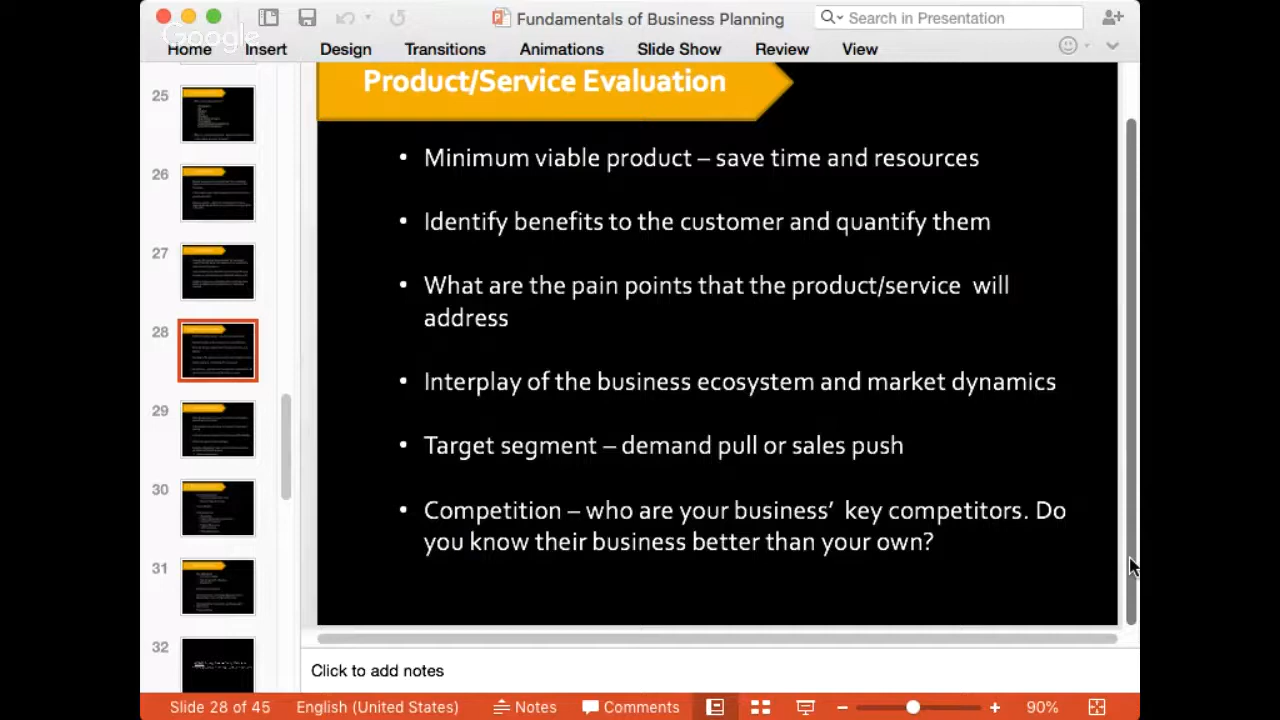 Fundamentals of Business Planning
Search in Presentation
Google
Home Insert Design Transitions Animations Slide Show Review View
Product/Service Evaluation
25
26
27
28
29
30
31
32
• Minimum viable product – save time and resources
• Identify benefits to the customer and quantify them
• What are the pain points that the product/service will
address
• Interplay of the business ecosystem and market dynamics
• Target segment – demand pull or sales push
• Competition – who are your business’ key competitors. Do
you know their business better than your own?
Click to add notes
Slide 28 of 45 English (United States) Notes Comments 90%